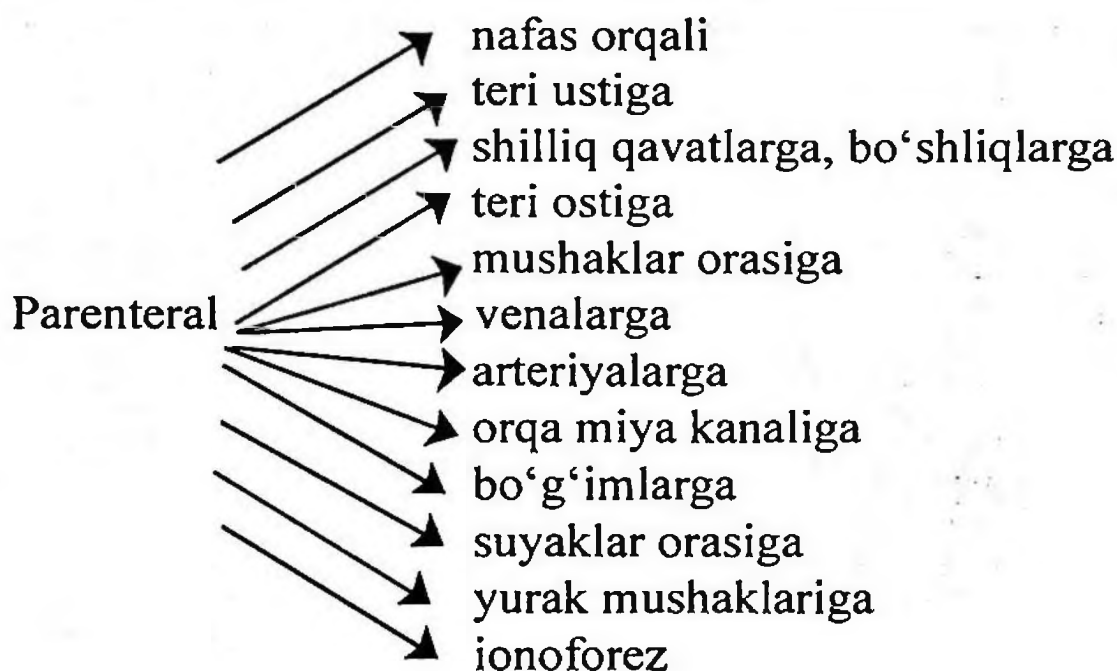 nafas orqali
teri ustiga
shilliq qavatlarga, bo‘shliqlarga
teri ostiga
mushaklar orasiga
Parenteral
venalarga
arteriyalarga
orqa miya kanaliga
bo‘g‘imlarga
suyaklar orasiga
yurak mushaklariga
ionoforez